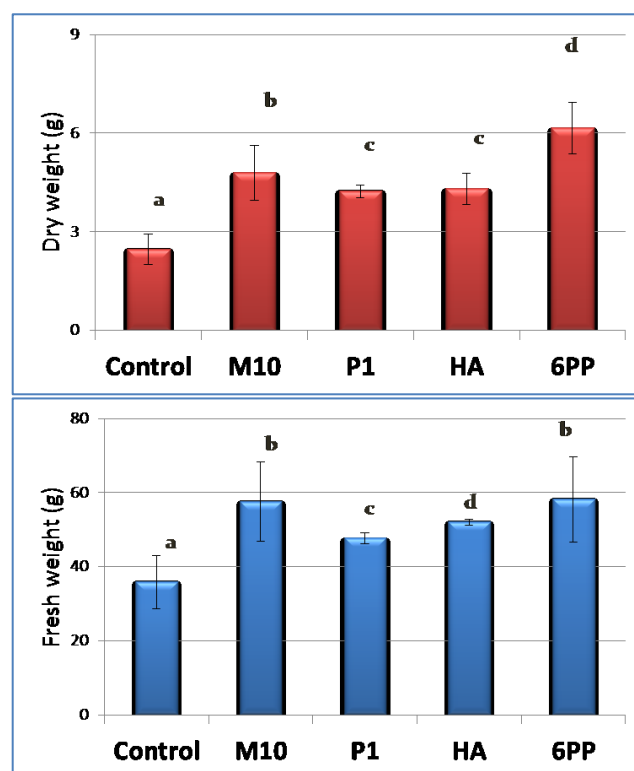 9
d
b
c
c
6
Dry weight (g)
a
3
0
Control M10 P1 HA 6PP
80
b
b
60
c
d
Fresh weight (g)
a
40
20
0
Control M10 P1 HA 6PP